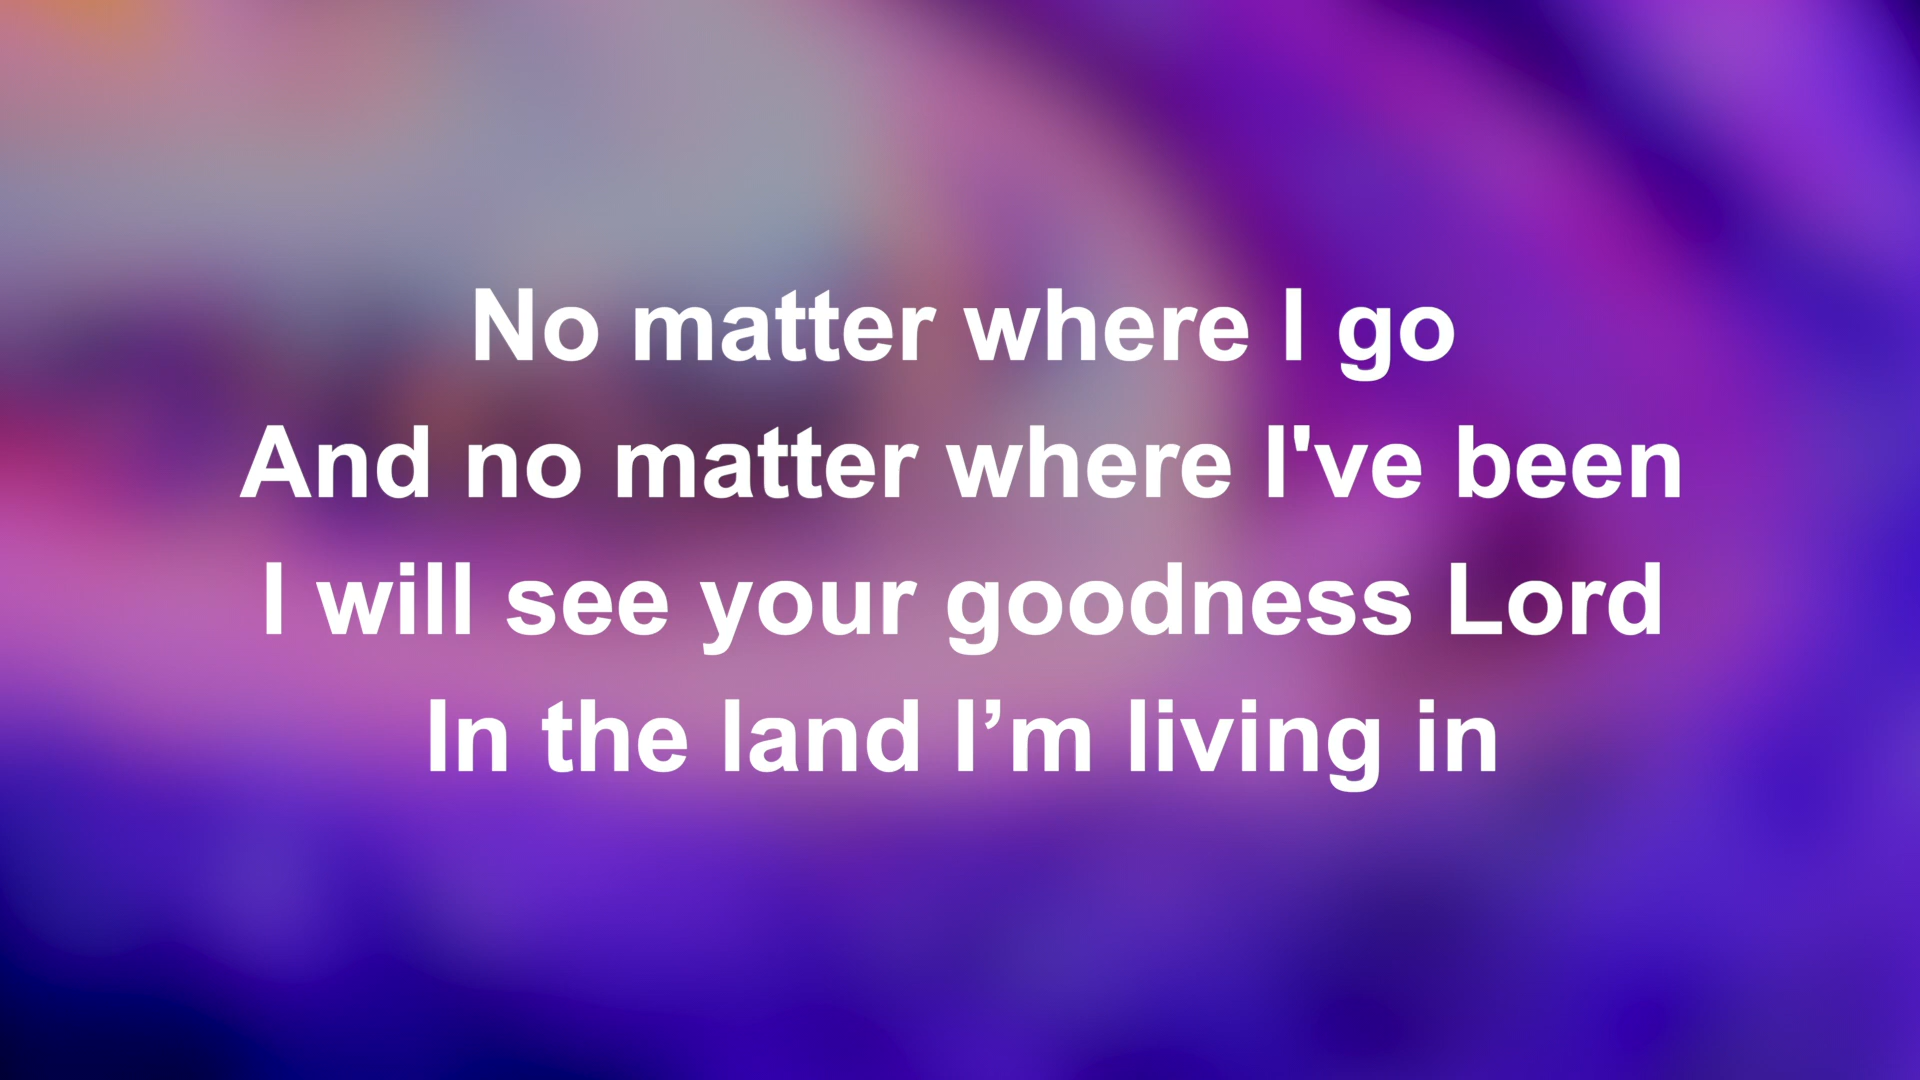 No matter where I go
And no matter where I've been
I will see your goodness Lord
In the land I’m living in